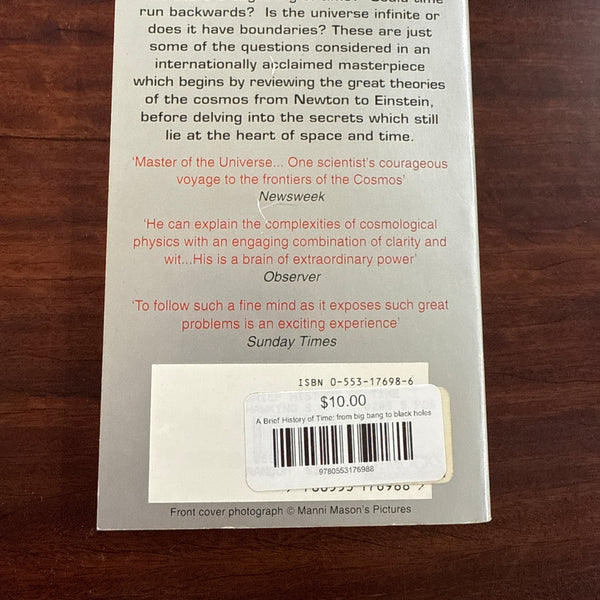 run backwards? Is the universe infinite or
does it have boundaries? These are just
some of the questions considered in an
internationally acclaimed masterpiece
which begins by reviewing the great theories
of the cosmos from Newton to Einstein,
before delving into the secrets which still
lie at the heart of space and time.
'Master of the Universe... One scientist's courageous
voyage to the frontiers of the Cosmos'
Newsweek
'He can explain the complexities of cosmological
physics with an engaging combination of clarity and
wit...His is a brain of extraordinary power'
Observer
'To follow such a fine mind as it exposes such great
problems is an exciting experience'
Sunday Times
ISBN 0-553-17698-6
$10.00
A Brief History of Time: from big bang to black holes
9780553176988
Front cover photograph © Manni Mason's Pictures